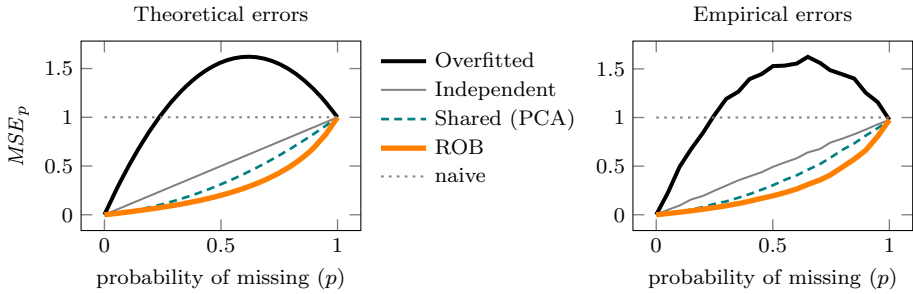 Theoretical errors
MSE_p
1.5
1
0.5
0
0
0.5
1
probability of missing (p)
Overfitted
Independent
Shared (PCA)
ROB
naive
Empirical errors
1.5
1
0.5
0
0
0.5
1
probability of missing (p)